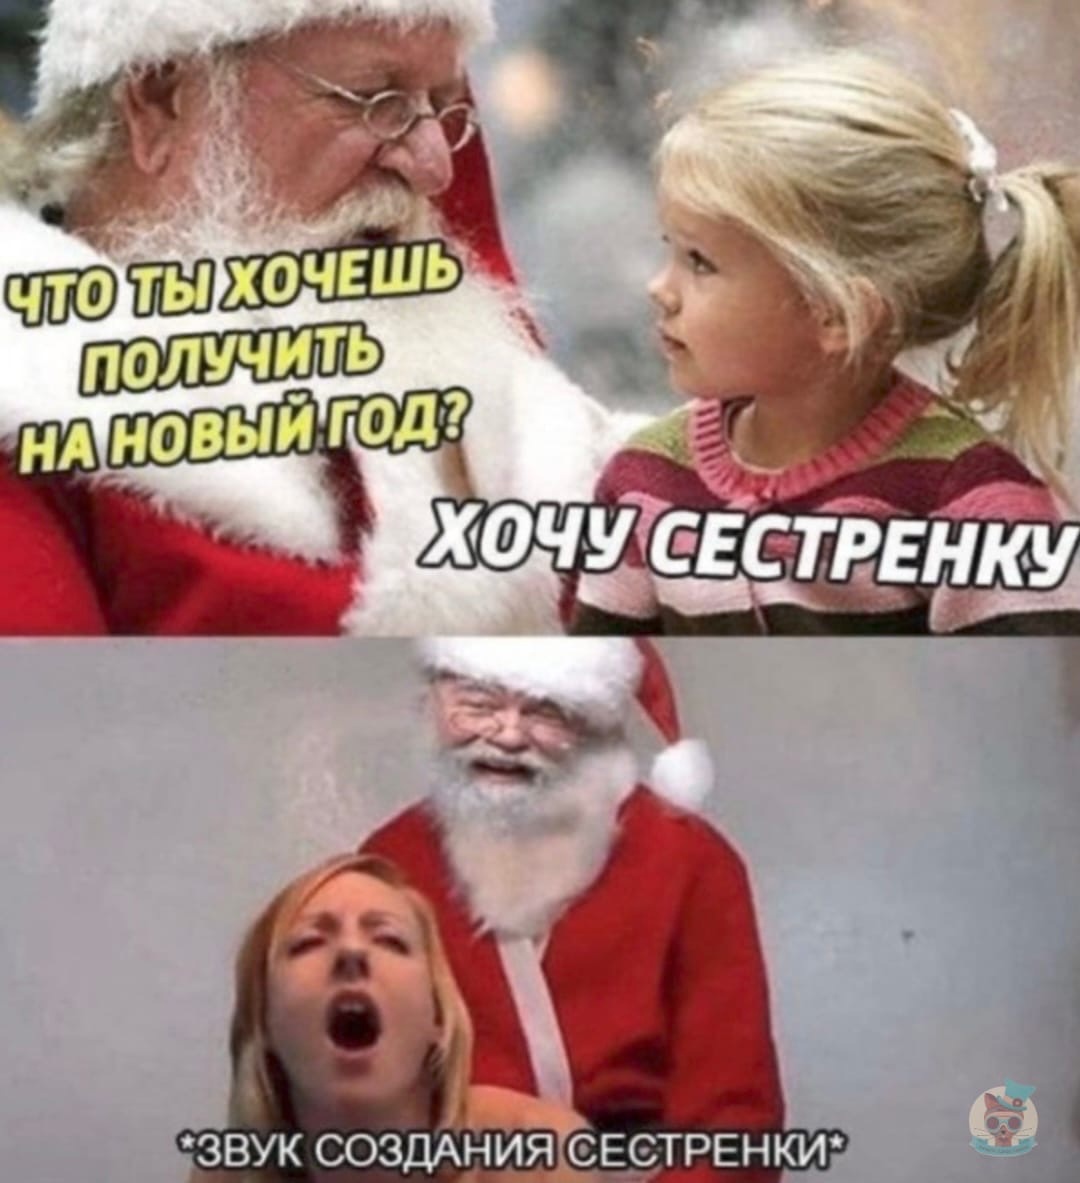 ЧТО ТЫ ХОЧЕШЬ
ПОЛУЧИТЬ
НА НОВЫЙ ГОД?
ХОЧУ СЕСТРЕНКУ
*ЗВУК СОЗДАНИЯ СЕСТРЕНКИ*